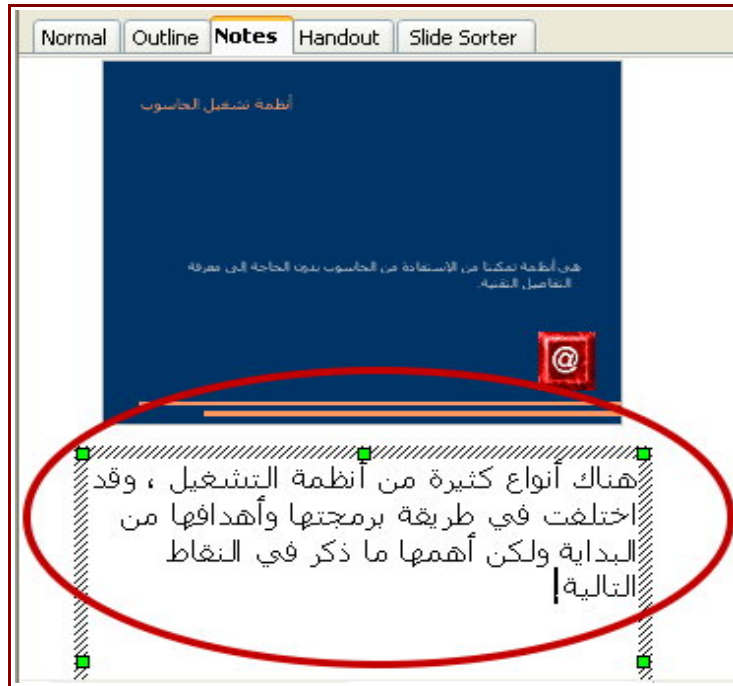 Normal Outline Notes Handout Slide Sorter
أنظمة تشغيل الحاسوب
هي أنظمة تمكننا من الاستفادة من الحاسوب بدون الحاجة إلى معرفة
التفاصيل التقنية.
@
هناك أنواع كثيرة من أنظمة التشغيل ، وقد
اختلفت في طريقة برمجتها وأهدافها من
البداية ولكن أهمها ما ذكر في النقاط
التالية